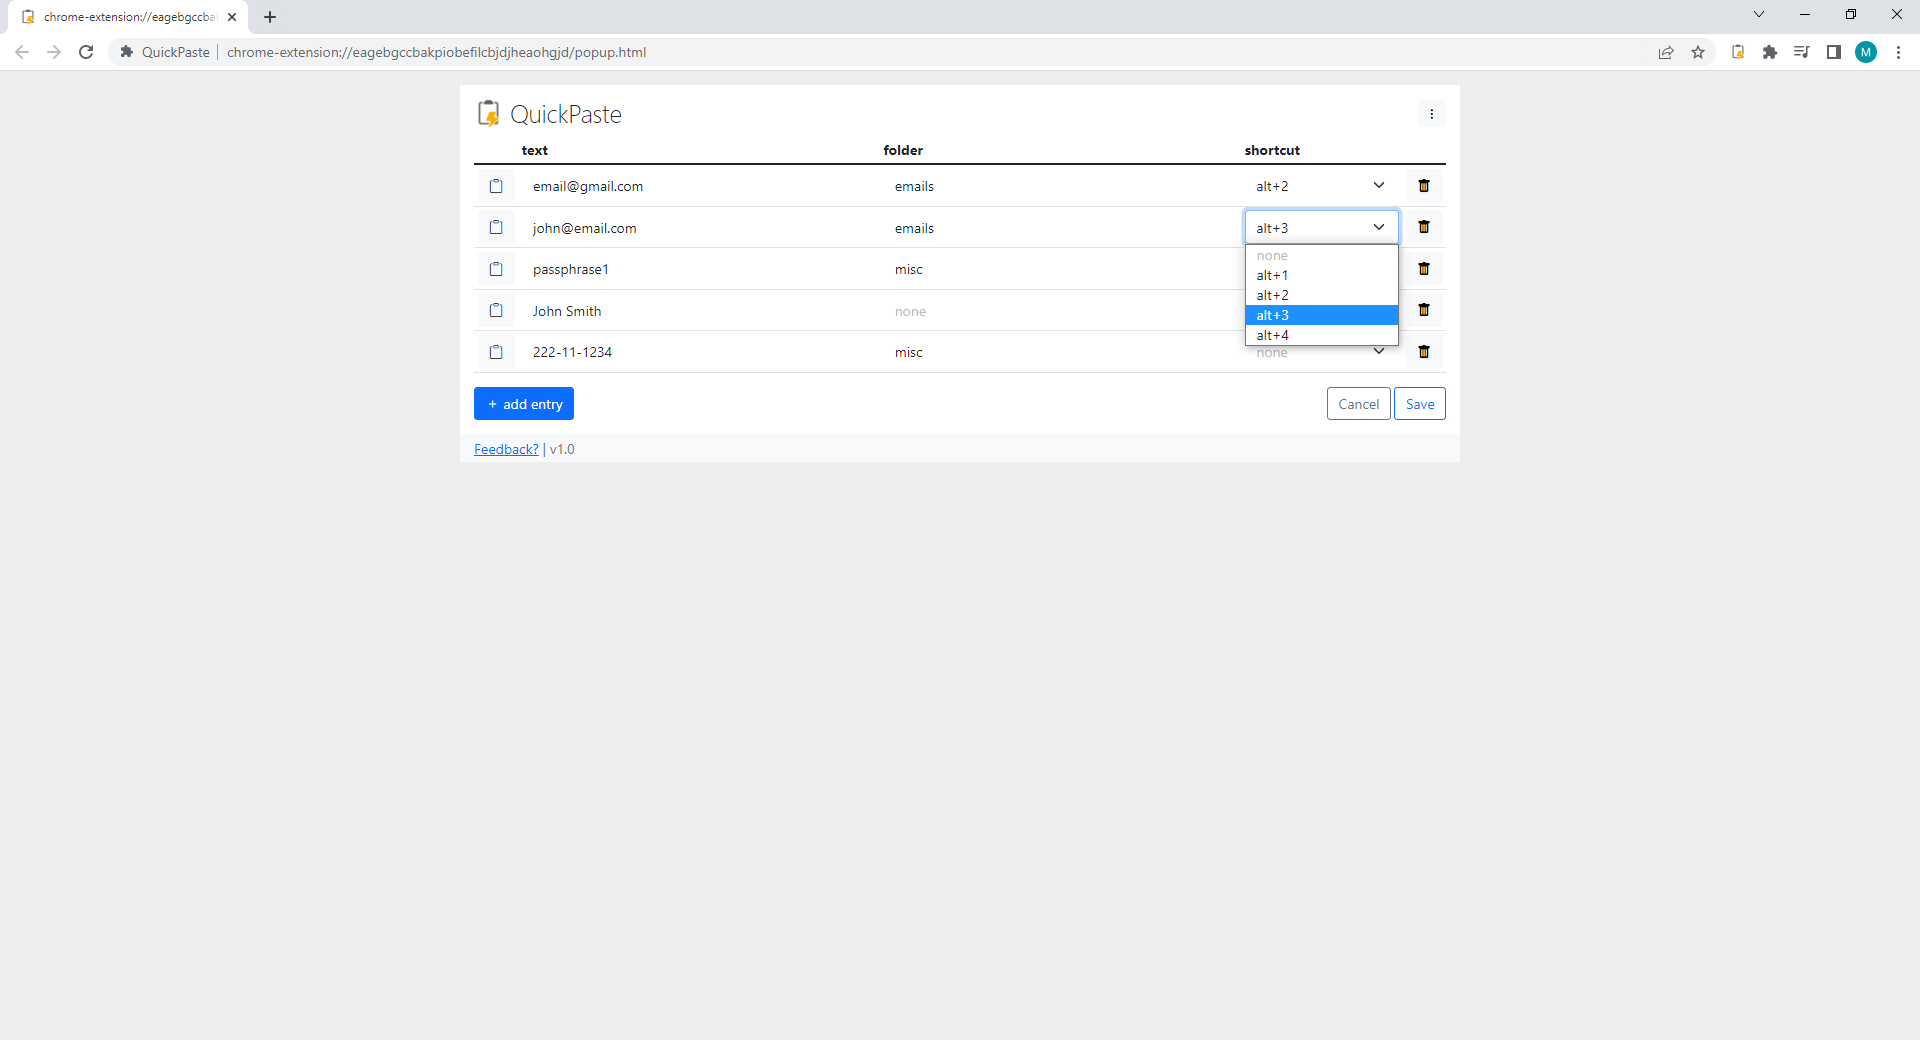 chrome-extension://eagebgccba
QuickPaste | chrome-extension://eagebgccbakpiobefilcbjdjheaohgjd/popup.html
M
QuickPaste
text folder shortcut
email@gmail.com emails alt+2
john@email.com emails alt+3
none
passphrase1 misc
alt+1
alt+2
John Smith none
alt+3
alt+4
222-11-1234 misc none
+ add entry Cancel Save
Feedback? | v1.0